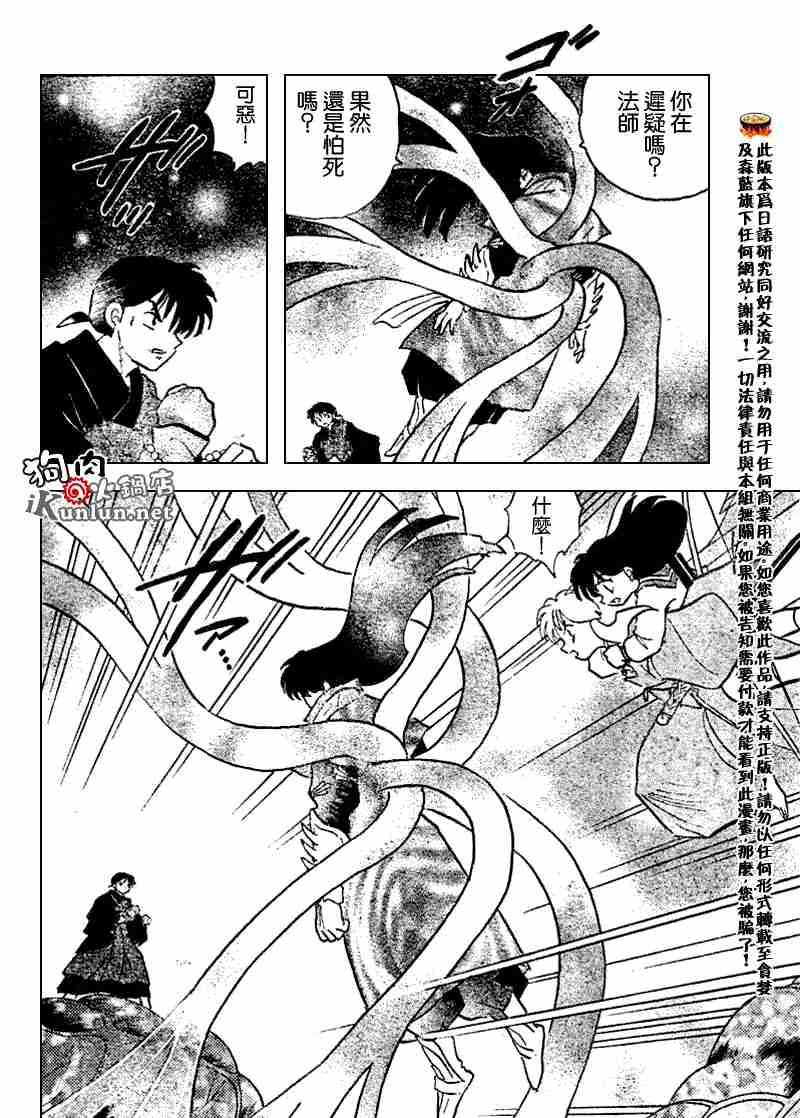 你在
遲疑嗎？
法師
果然
還是怕死
嗎？
可惡！
什麼！
狗肉
火鍋店
iKunlun.net
此版本爲日語研究同好交流之用，請勿用于任何商業用途。如您喜歡此作品，請支持正版！請勿以任何形式轉載至貪婪
及森藍旗下任何網站，謝謝！一切法律責任與本組無關。如果您被告知需要付款才能看到此漫畫，那麼，您被騙了！